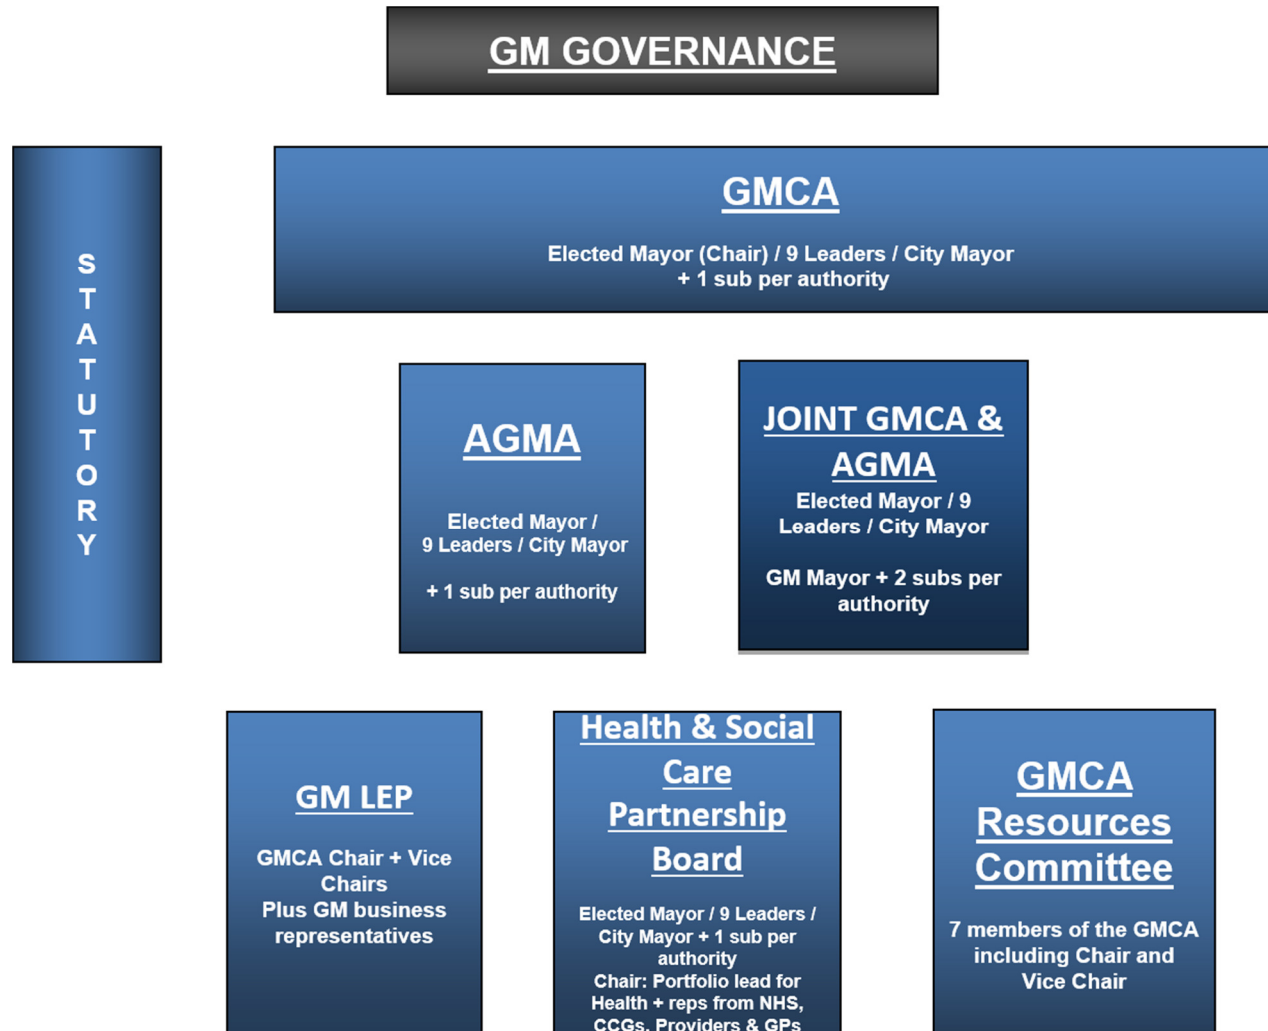 GM GOVERNANCE
S
T
A
T
U
T
O
R
Y
GMCA
Elected Mayor (Chair) / 9 Leaders / City Mayor
+ 1 sub per authority
AGMA
Elected Mayor /
9 Leaders / City Mayor
+ 1 sub per authority
JOINT GMCA &
AGMA
Elected Mayor / 9
Leaders / City Mayor
GM Mayor + 2 subs per
authority
GM LEP
GMCA Chair + Vice
Chairs
Plus GM business
representatives
Health & Social
Care
Partnership
Board
Elected Mayor / 9 Leaders /
City Mayor + 1 sub per
authority
Chair: Portfolio lead for
Health + reps from NHS,
CCGs, Providers & GPs
GMCA
Resources
Committee
7 members of the GMCA
including Chair and
Vice Chair